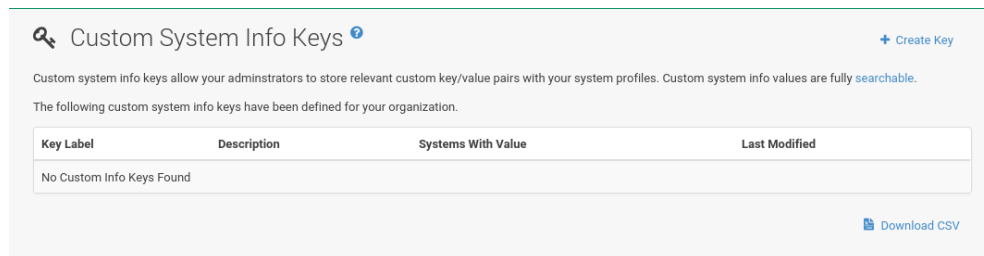 Custom System Info Keys ?
+ Create Key
Custom system info keys allow your adminstrators to store relevant custom key/value pairs with your system profiles. Custom system info values are fully searchable.
The following custom system info keys have been defined for your organization.
Key Label Description Systems With Value Last Modified
No Custom Info Keys Found
Download CSV